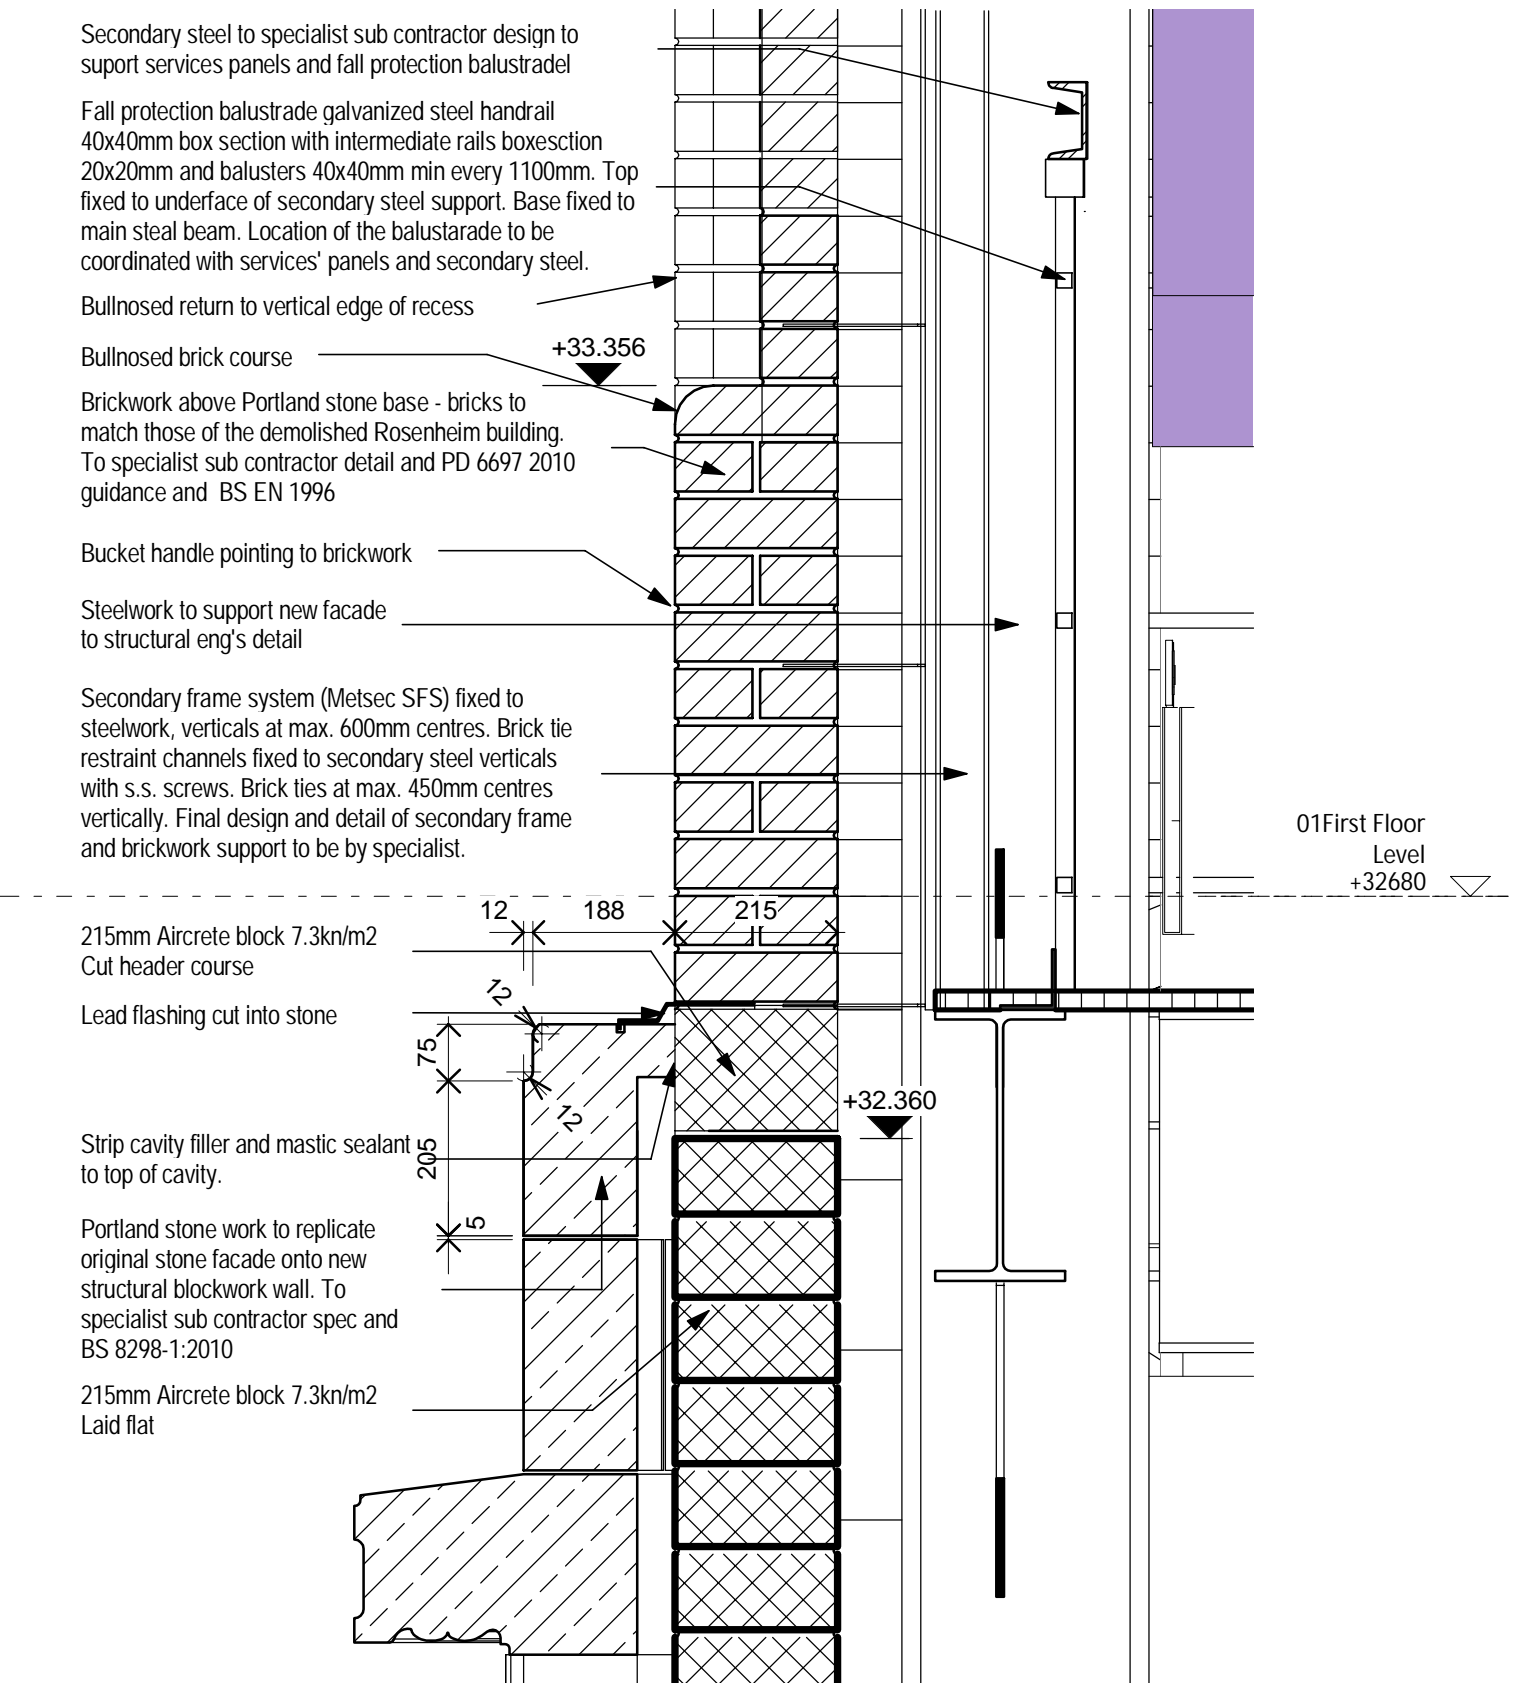 Secondary steel to specialist sub contractor design to
suport services panels and fall protection balustradel
Fall protection balustrade galvanized steel handrail
40x40mm box section with intermediate rails boxesction
20x20mm and balusters 40x40mm min every 1100mm. Top
fixed to underface of secondary steel support. Base fixed to
main steal beam. Location of the balustarade to be
coordinated with services' panels and secondary steel.
Bullnosed return to vertical edge of recess
Bullnosed brick course
+33.356
Brickwork above Portland stone base - bricks to
match those of the demolished Rosenheim building.
To specialist sub contractor detail and PD 6697 2010
guidance and BS EN 1996
Bucket handle pointing to brickwork
Steelwork to support new facade
to structural eng's detail
Secondary frame system (Metsec SFS) fixed to
steelwork, verticals at max. 600mm centres. Brick tie
restraint channels fixed to secondary steel verticals
with s.s. screws. Brick ties at max. 450mm centres
vertically. Final design and detail of secondary frame
and brickwork support to be by specialist.
01First Floor
Level
+32680
12
188
215
215mm Aircrete block 7.3kn/m2
Cut header course
12
Lead flashing cut into stone
75
12
+32.360
Strip cavity filler and mastic sealant
to top of cavity.
205
5
Portland stone work to replicate
original stone facade onto new
structural blockwork wall. To
specialist sub contractor spec and
BS 8298-1:2010
215mm Aircrete block 7.3kn/m2
Laid flat